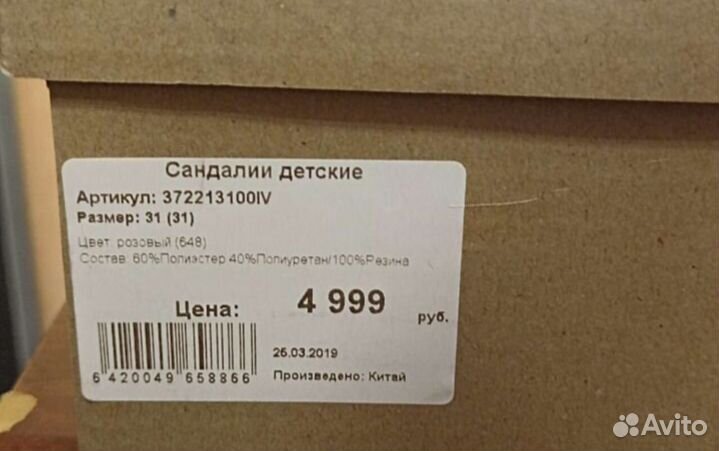 Сандалии детские
Артикул: 372213100IV
Размер: 31 (31)
Цвет: розовый (648)
Состав: 60%Полиэстер 40%Полиуретан/100%Резина
Цена: 4 999 руб.
26.03.2019
Произведено: Китай
6 420049 658866
Avito